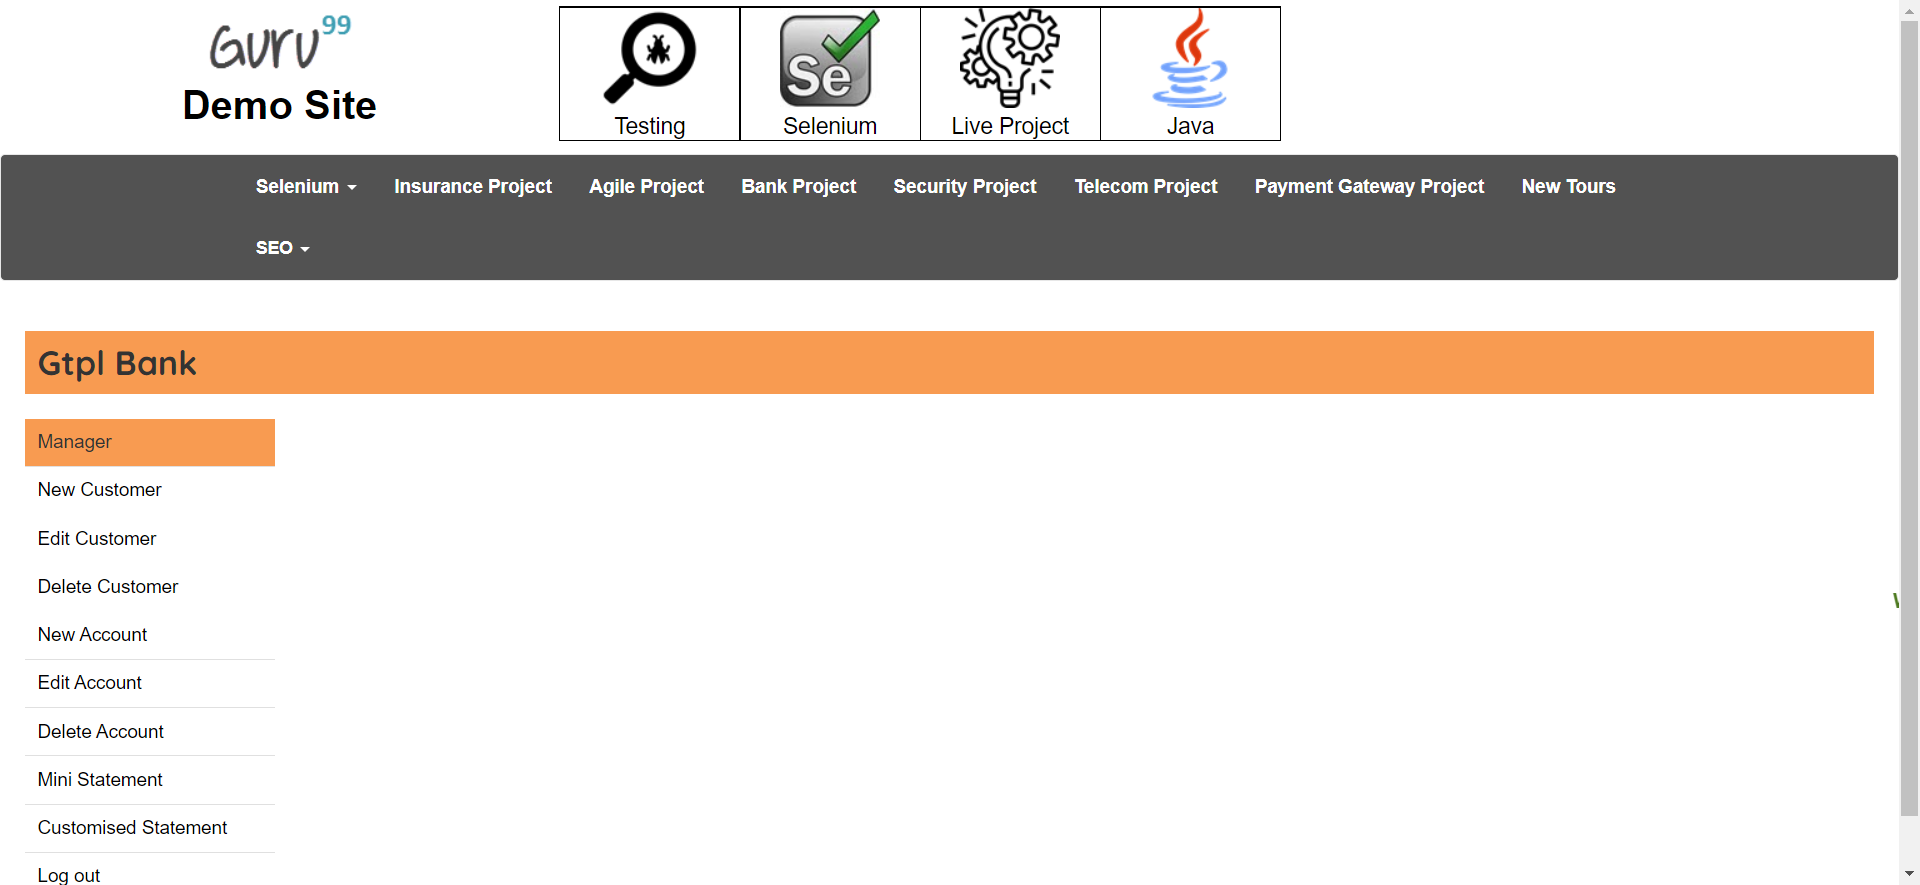 Guru99
Demo Site
Se
Testing
Selenium
Live Project
Java
Selenium
Insurance Project
Agile Project
Bank Project
Security Project
Telecom Project
Payment Gateway Project
New Tours
SEO
Gtpl Bank
Manager
New Customer
Edit Customer
Delete Customer
New Account
Edit Account
Delete Account
Mini Statement
Customised Statement
Log out